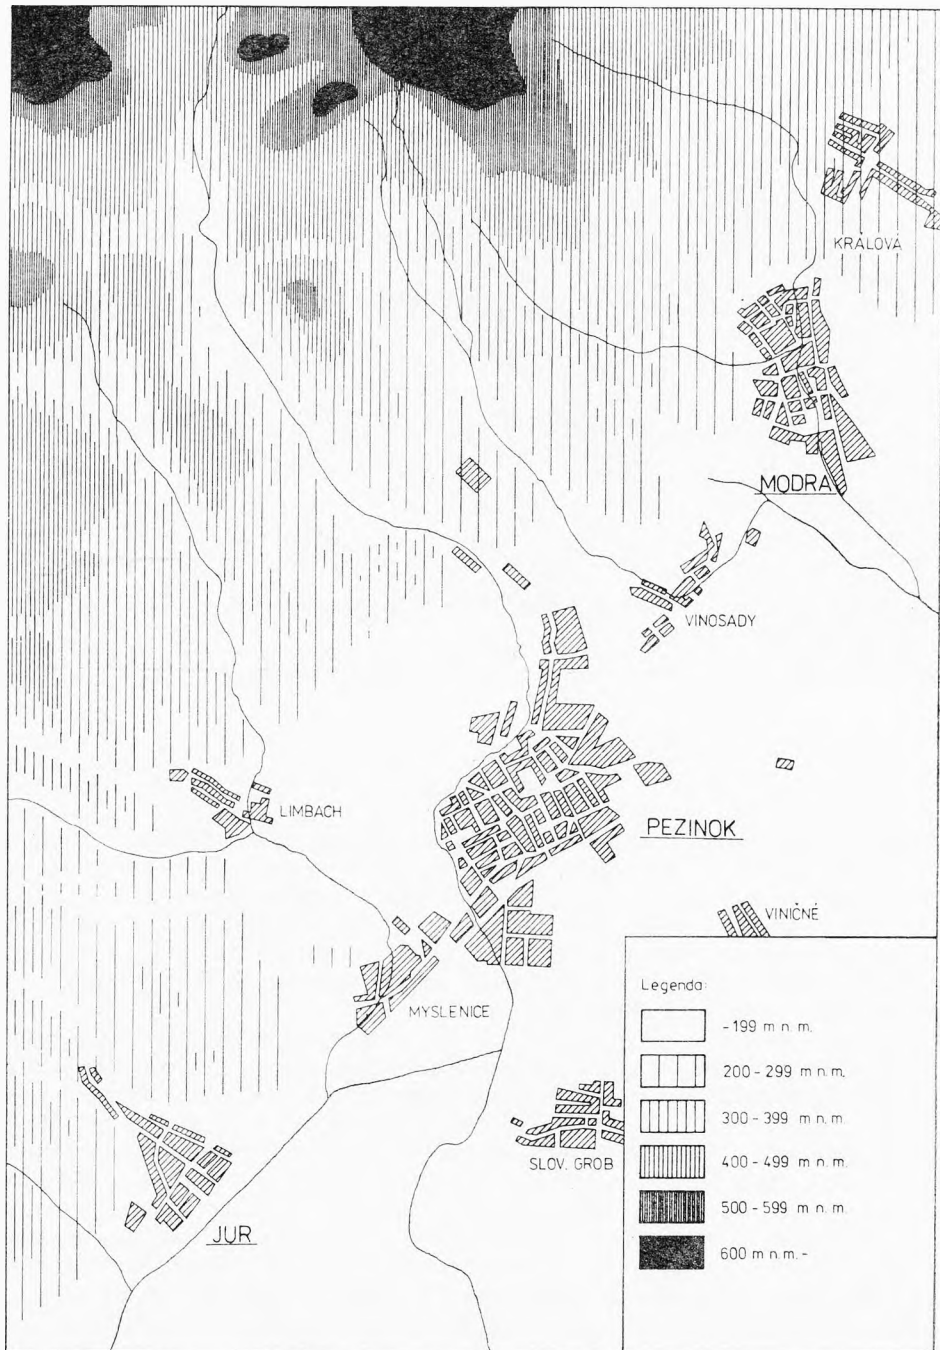 KRÁĽOVÁ
MODRA
VINOSADY
LIMBACH
PEZINOK
VINIČNÉ
MYSLENICE
SLOV. GROB
JUR
Legenda:
-199 m n. m.
200 - 299 m n. m.
300 - 399 m n. m.
400 - 499 m n. m.
500 - 599 m n. m.
600 m n. m. -